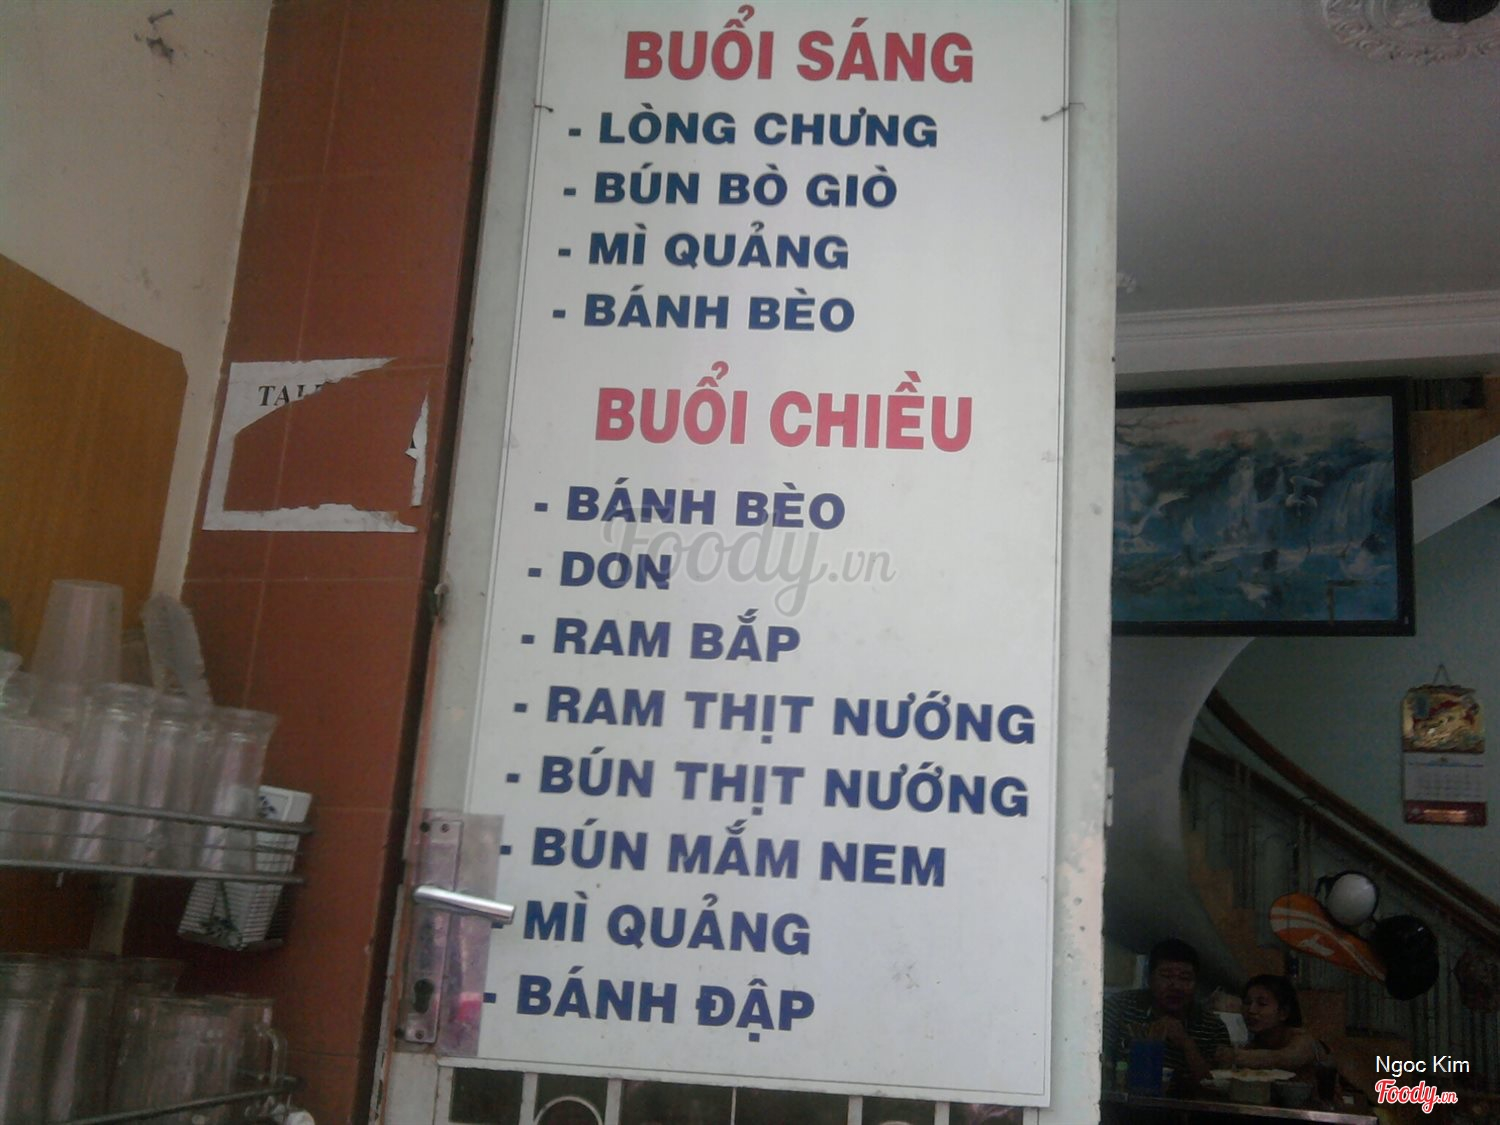 BUỔI SÁNG
- LÒNG CHƯNG
- BÚN BÒ GIÒ
- MÌ QUẢNG
- BÁNH BÈO
BUỔI CHIỀU
- BÁNH BÈO
- DON
- RAM BẮP
- RAM THỊT NƯỚNG
- BÚN THỊT NƯỚNG
- BÚN MẮM NEM
- MÌ QUẢNG
- BÁNH ĐẬP
Foody.vn
Ngoc Kim
Foody.vn